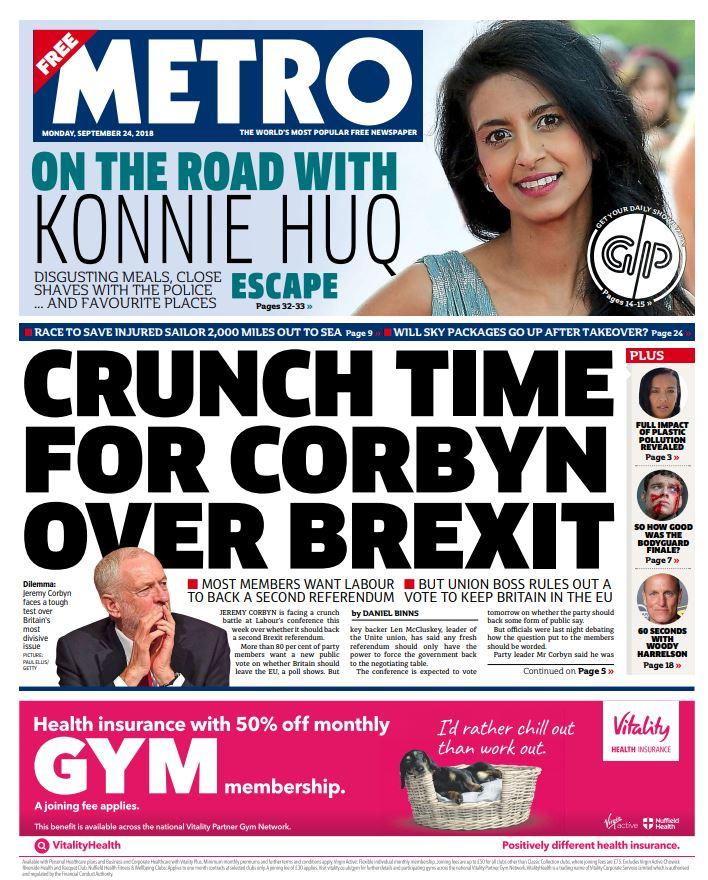 FREE
METRO
MONDAY, SEPTEMBER 24, 2018
THE WORLD'S MOST POPULAR FREE NEWSPAPER
ON THE ROAD WITH
KONNIE HUQ
DISGUSTING MEALS, CLOSE
SHAVES WITH THE POLICE
... AND FAVOURITE PLACES
ESCAPE
Pages 32-33 »
GET YOUR DAILY
G/P
Pages 14-15 »
RACE TO SAVE INJURED SAILOR 2,000 MILES OUT TO SEA Page 9 » WILL SKY PACKAGES GO UP AFTER TAKEOVER? Page 24 »
CRUNCH TIME
FOR CORBYN
OVER BREXIT
PLUS
FULL IMPACT
OF PLASTIC
POLLUTION
REVEALED
Page 3 »
SO HOW GOOD
WAS THE
BODYGUARD
FINALE?
Page 7 »
60 SECONDS
WITH
WOODY
HARRELSON
Page 18 »
Dilemma:
Jeremy Corbyn
faces a tough
test over
Britain's
most
divisive
issue
PICTURE:
PAUL ELLIS/
GETTY
MOST MEMBERS WANT LABOUR
TO BACK A SECOND REFERENDUM
BUT UNION BOSS RULES OUT A
VOTE TO KEEP BRITAIN IN THE EU
JEREMY CORBYN is facing a crunch
battle at Labour's conference this
week over whether it should back
a second Brexit referendum.
More than 80 per cent of party
members want a new public
vote on whether Britain should
leave the EU, a poll shows. But
by DANIEL BINNS
key backer Len McCluskey, leader of
the Unite union, has said any fresh
referendum should only have the
power to force the government back
to the negotiating table.
The conference is expected to vote
tomorrow on whether the party should
back some form of public say.
But officials were last night debating
how the question put to the members
should be worded.
Party leader Mr Corbyn said he was
Continued on Page 5 »
Health insurance with 50% off monthly
GYM membership.
A joining fee applies.
This benefit is available across the national Vitality Partner Gym Network.
I'd rather chill out
than work out.
Vitality
HEALTH INSURANCE
Virgin active
Nuffield
Health
VitalityHealth
Positively different health insurance.